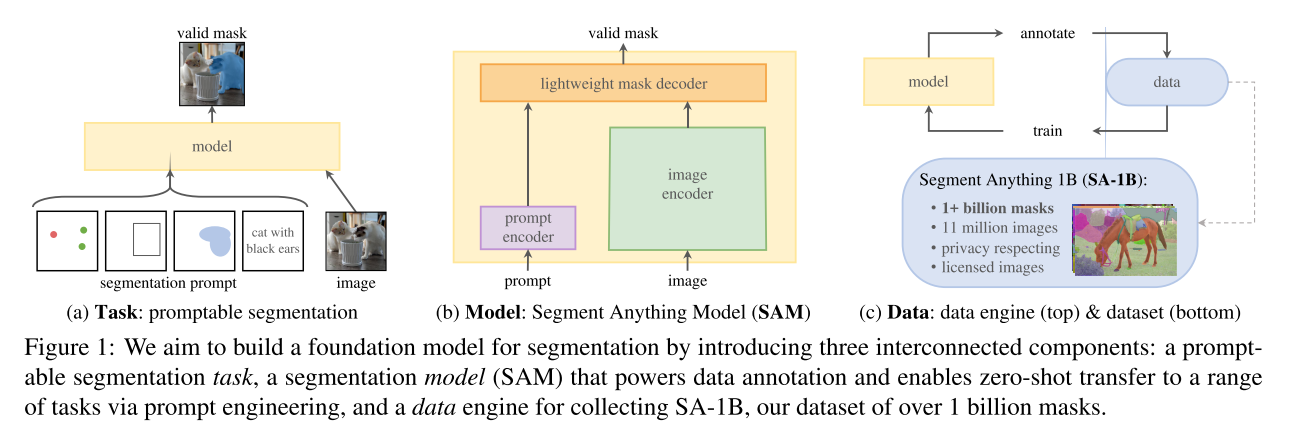 valid mask
model
cat with
black ears
segmentation prompt
image
(a) Task: promptable segmentation
valid mask
lightweight mask decoder
image
encoder
prompt
encoder
prompt
image
(b) Model: Segment Anything Model (SAM)
annotate
model
data
train
Segment Anything 1B (SA-1B):
• 1+ billion masks
• 11 million images
• privacy respecting
• licensed images
(c) Data: data engine (top) & dataset (bottom)
Figure 1: We aim to build a foundation model for segmentation by introducing three interconnected components: a prompt-
able segmentation task, a segmentation model (SAM) that powers data annotation and enables zero-shot transfer to a range
of tasks via prompt engineering, and a data engine for collecting SA-1B, our dataset of over 1 billion masks.